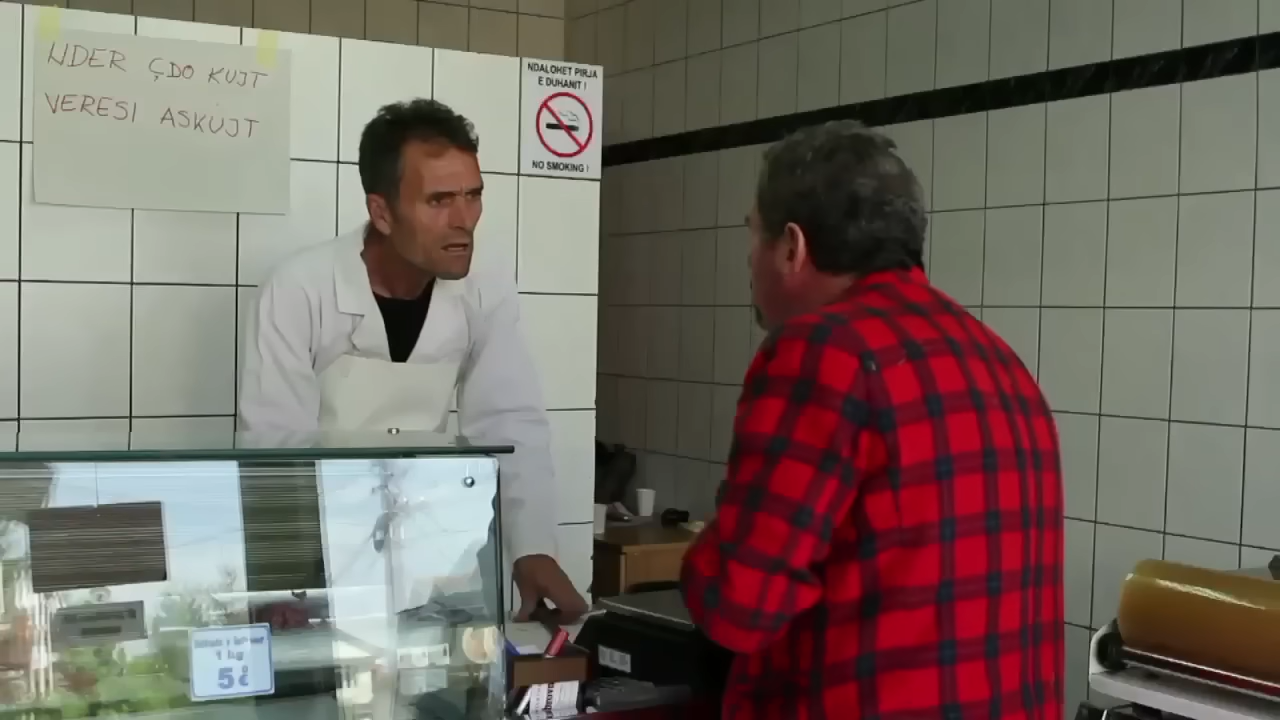 NDER ÇDO KUJT
VERESI ASKUJT
NDALOHET PIRJA
E DUHANIT !
NO SMOKING !
1 kg
5